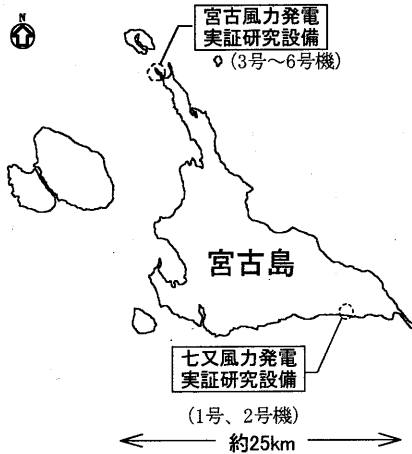 N
宮古風力発電
実証研究設備
(3号～6号機)
宮古島
七又風力発電
実証研究設備
(1号、2号機)
約25km